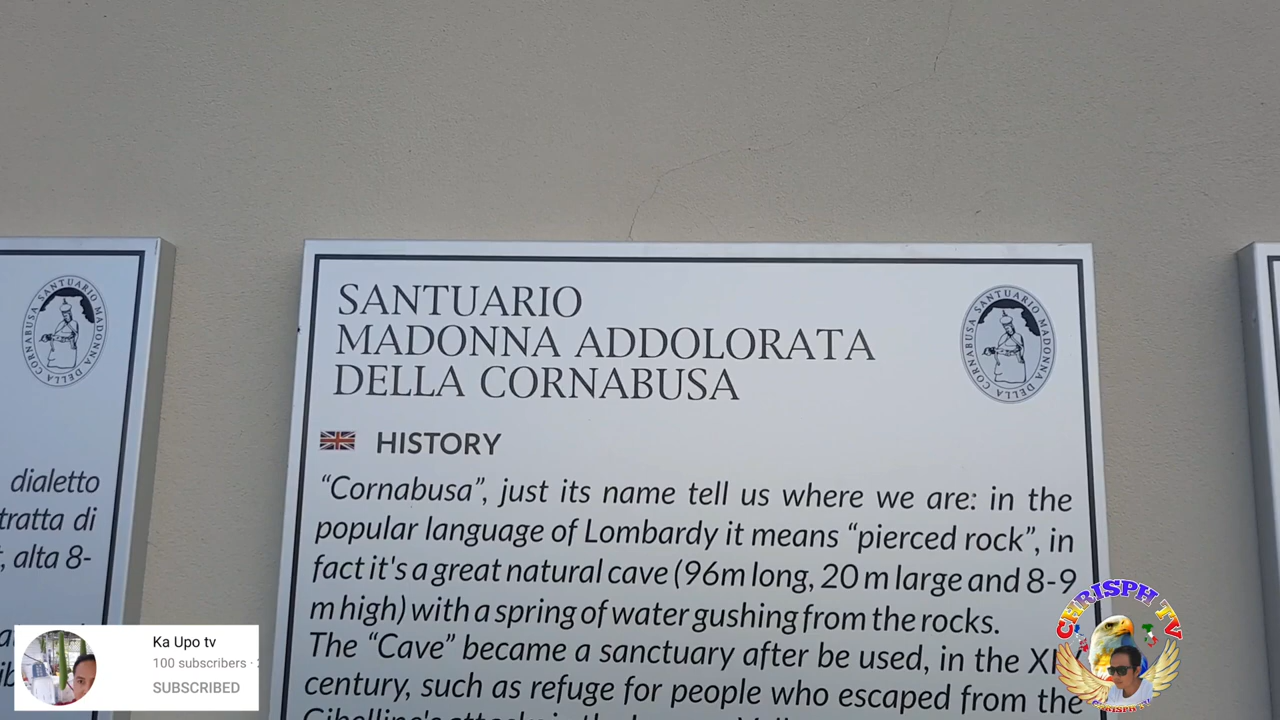 SANTUARIO
MADONNA ADDOLORATA
DELLA CORNABUSA
SANTUARIO MADONNA DELLA CORNABUSA
HISTORY
“Cornabusa”, just its name tell us where we are: in the
popular language of Lombardy it means “pierced rock”, in
fact it's a great natural cave (96m long, 20 m large and 8-9
m high) with a spring of water gushing from the rocks.
The “Cave” became a sanctuary after be used, in the
century, such as refuge for people who escaped from the
SANTUARIO MADONNA DELLA CORNABUSA
dialetto
tratta di
, alta 8-
Ka Upo tv
100 subscribers ·
SUBSCRIBED
CHRISPH TV
CHRISPH TV